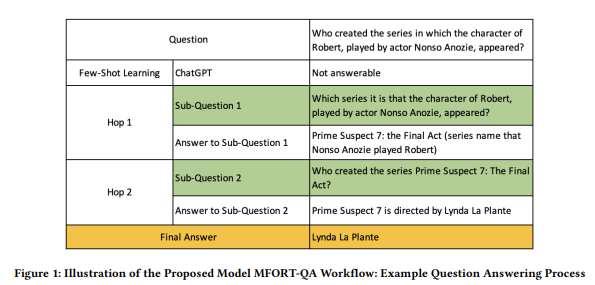 Question
Who created the series in which the character of
Robert, played by actor Nonso Anozie, appeared?
Few-Shot Learning
ChatGPT
Not answerable
Hop 1
Sub-Question 1
Which series it is that the character of Robert,
played by actor Nonso Anozie, appeared?
Answer to Sub-Question 1
Prime Suspect 7: the Final Act (series name that
Nonso Anozie played Robert)
Hop 2
Sub-Question 2
Who created the series Prime Suspect 7: The Final
Act?
Answer to Sub-Question 2
Prime Suspect 7 is directed by Lynda La Plante
Final Answer
Lynda La Plante
Figure 1: Illustration of the Proposed Model MFORT-QA Workflow: Example Question Answering Process